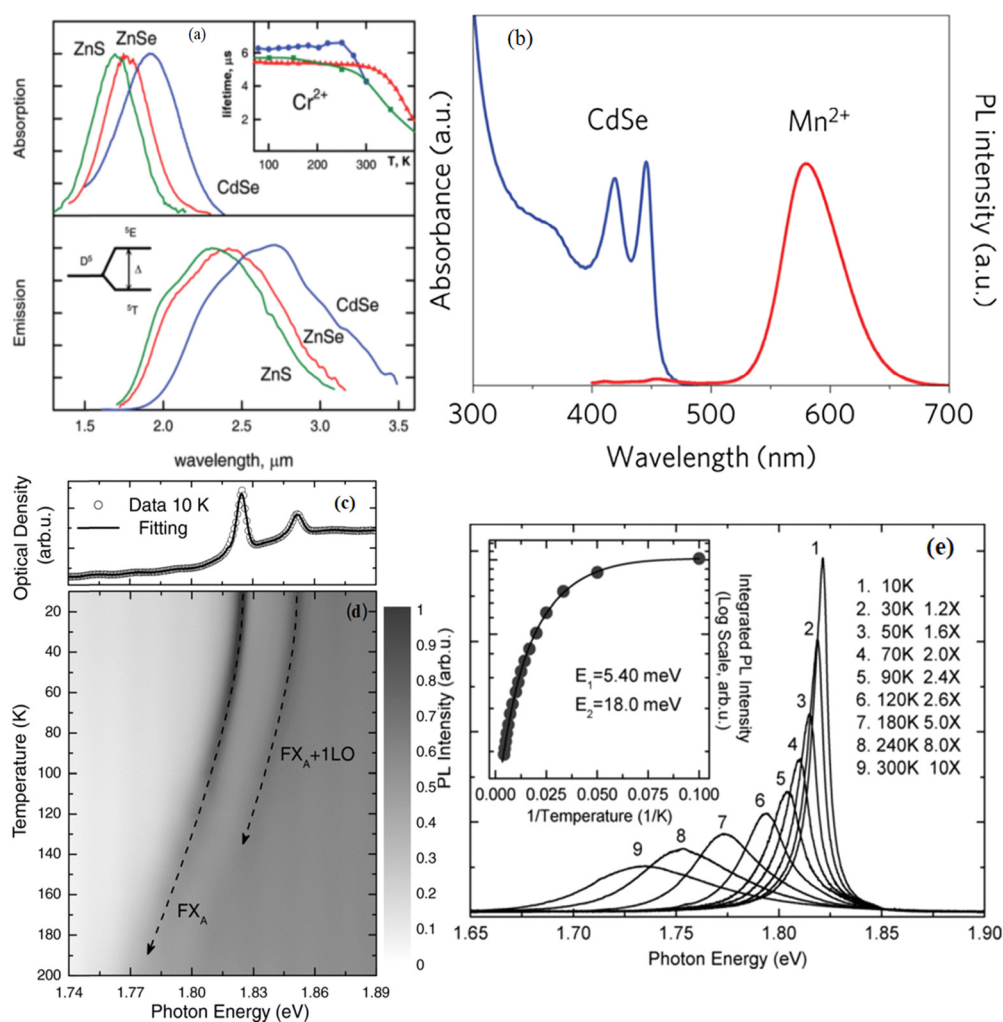 (a)
ZnS
ZnSe
CdSe
Absorption
lifetime, μs
6
4
2
0
Cr2+
100 200 300 T, K
5E
D5
Δ
5T
Emission
CdSe
ZnSe
ZnS
1.5 2.0 2.5 3.0 3.5
wavelength, μm
(b)
Absorbance (a.u.)
CdSe
Mn2+
PL intensity (a.u.)
300 400 500 600 700
Wavelength (nm)
Optical Density
(arb.u.)
Data 10 K
Fitting
(c)
(d)
Temperature (K)
20
40
60
80
100
120
140
160
180
200
FXA+1LO
FXA
1.74 1.77 1.80 1.83 1.86 1.89
Photon Energy (eV)
1
0.9
0.8
0.7
0.6
0.5
0.4
0.3
0.2
0.1
0
PL Intensity (arb.u.)
(e)
E1=5.40 meV
E2=18.0 meV
0.000 0.025 0.050 0.075 0.100
1/Temperature (1/K)
Integrated PL Intensity
(Log Scale, arb.u.)
1
2
3
4
5
6
7
8
9
1. 10K
2. 30K 1.2X
3. 50K 1.6X
4. 70K 2.0X
5. 90K 2.4X
6. 120K 2.6X
7. 180K 5.0X
8. 240K 8.0X
9. 300K 10X
1.65 1.70 1.75 1.80 1.85 1.90
Photon Energy (eV)